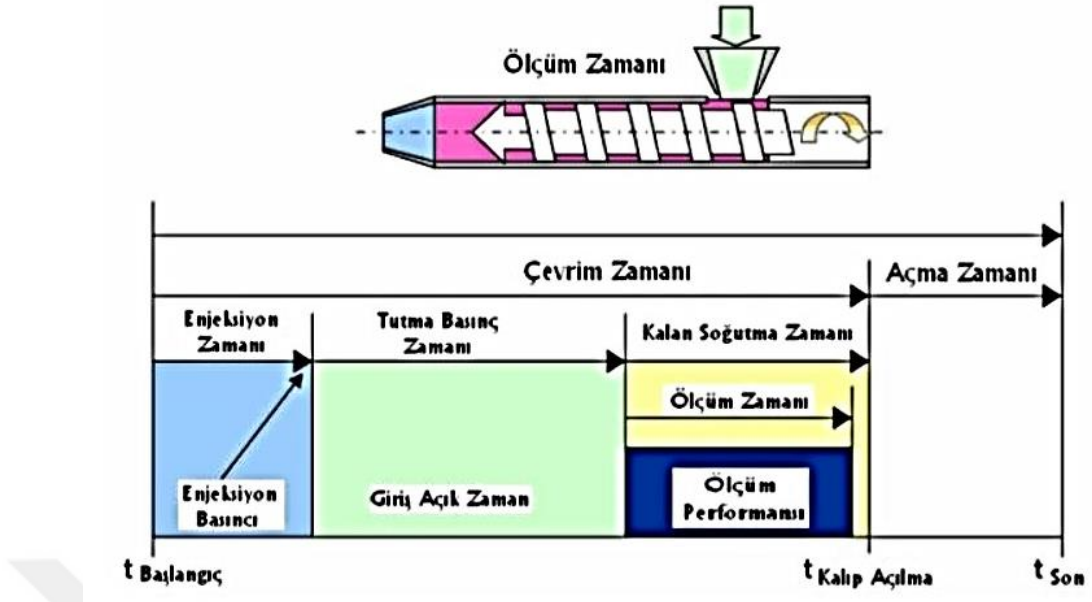 Ölçüm Zamanı
Çevrim Zamanı
Açma Zamanı
Enjeksiyon
Zamanı
Tutma Basınç
Zamanı
Kalan Soğutma Zamanı
Ölçüm Zamanı
Enjeksiyon
Basıncı
Giriş Açık Zaman
Ölçüm
Performansı
t Başlangıç
t Kalıp Açılma
t Son